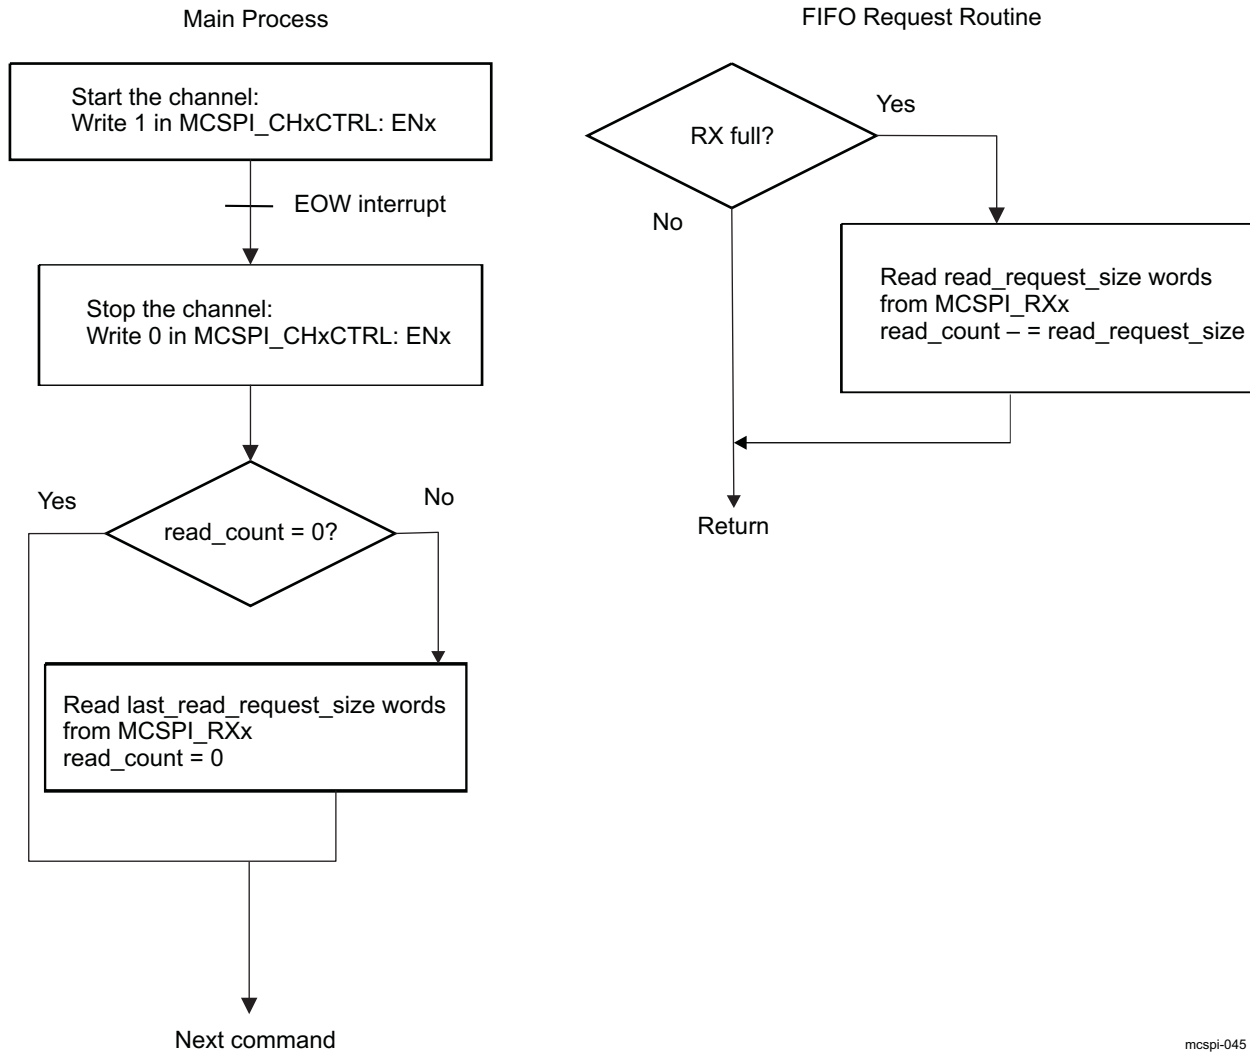 Main Process
Start the channel:
Write 1 in MCSPI_CHxCTRL: ENx
EOW interrupt
Stop the channel:
Write 0 in MCSPI_CHxCTRL: ENx
Yes
No
read_count = 0?
Read last_read_request_size words
from MCSPI_RXx
read_count = 0
Next command
FIFO Request Routine
RX full?
Yes
No
Read read_request_size words
from MCSPI_RXx
read_count – = read_request_size
Return
mcspi-045